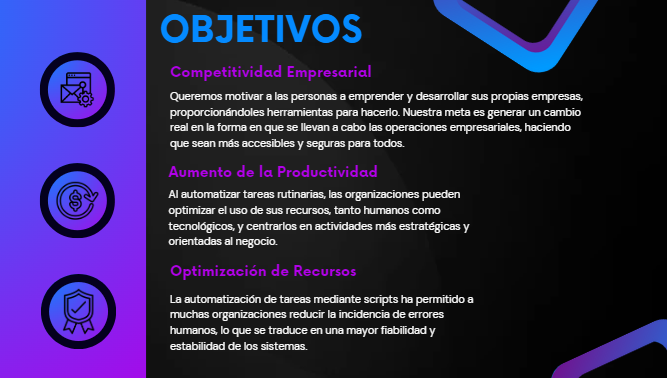 OBJETIVOS
Competitividad Empresarial
Queremos motivar a las personas a emprender y desarrollar sus propias empresas,
proporcionándoles herramientas para hacerlo. Nuestra meta es generar un cambio
real en la forma en que se llevan a cabo las operaciones empresariales, haciendo
que sean más accesibles y seguras para todos.
Aumento de la Productividad
Al automatizar tareas rutinarias, las organizaciones pueden
optimizar el uso de sus recursos, tanto humanos como
tecnológicos, y centrarlos en actividades más estratégicas y
orientadas al negocio.
Optimización de Recursos
La automatización de tareas mediante scripts ha permitido a
muchas organizaciones reducir la incidencia de errores
humanos, lo que se traduce en una mayor fiabilidad y
estabilidad de los sistemas.